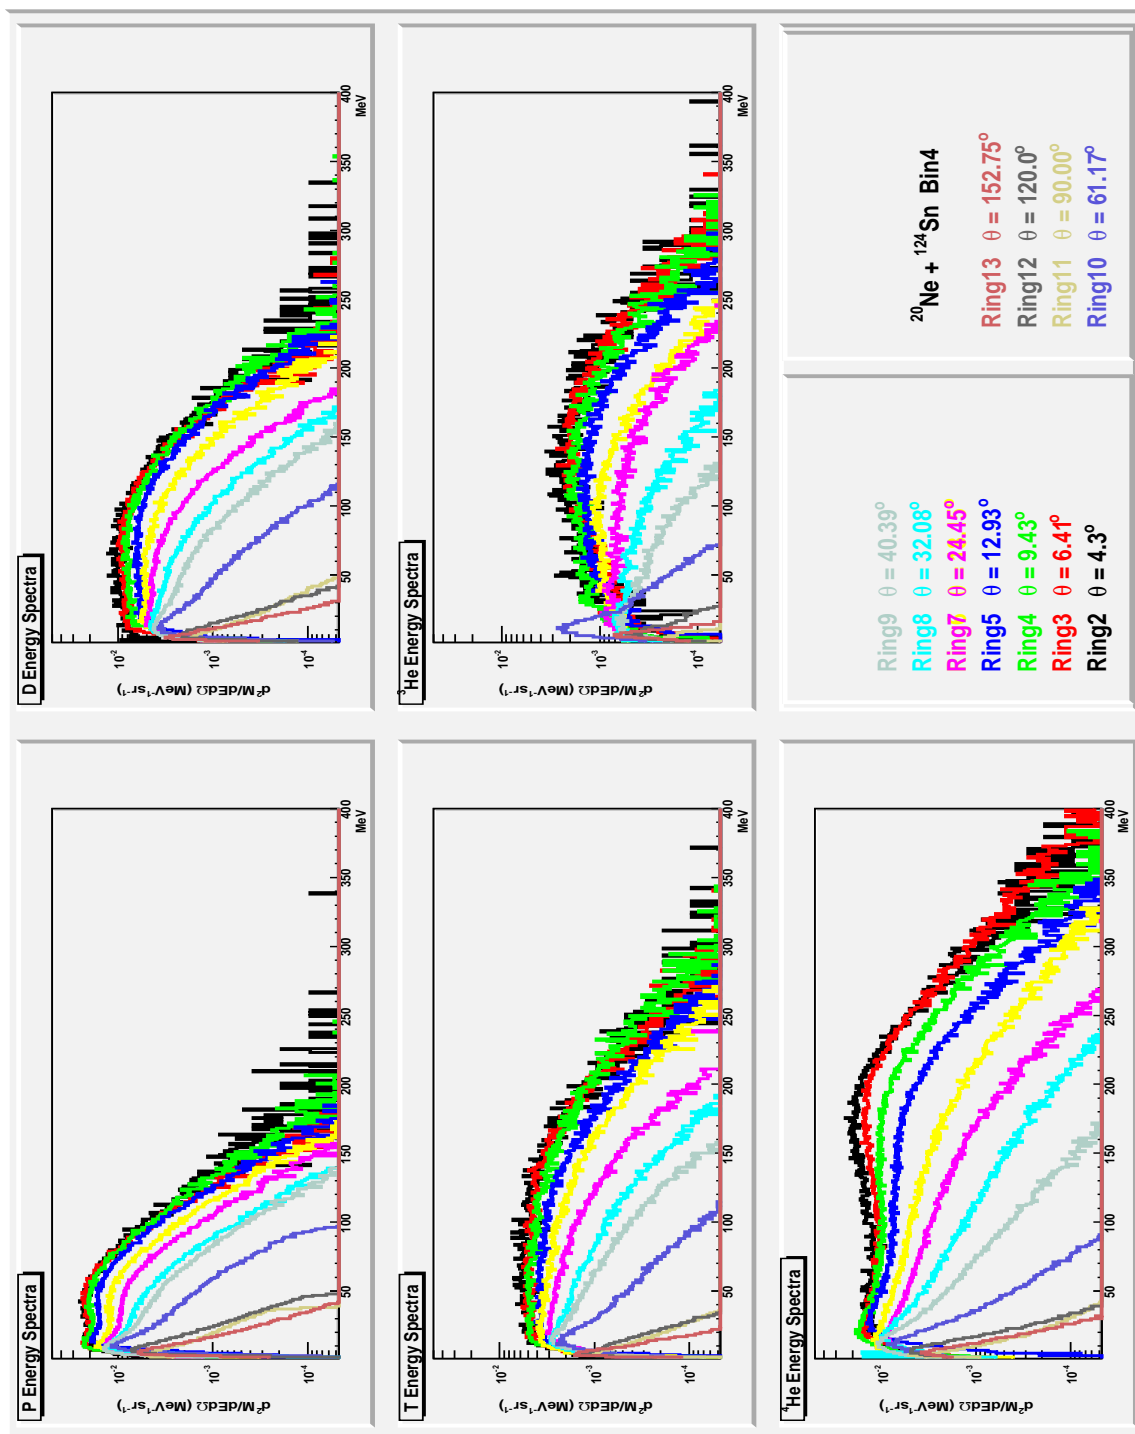 P Energy Spectra
d²M/dEdΩ (MeV⁻¹sr⁻¹)
10⁻²
10⁻³
10⁻⁴
50 100 150 200 250 300 350 400
MeV
D Energy Spectra
d²M/dEdΩ (MeV⁻¹sr⁻¹)
10⁻²
10⁻³
10⁻⁴
50 100 150 200 250 300 350 400
MeV
T Energy Spectra
d²M/dEdΩ (MeV⁻¹sr⁻¹)
10⁻²
10⁻³
10⁻⁴
50 100 150 200 250 300 350 400
MeV
³He Energy Spectra
d²M/dEdΩ (MeV⁻¹sr⁻¹)
10⁻²
10⁻³
10⁻⁴
50 100 150 200 250 300 350 400
MeV
⁴He Energy Spectra
d²M/dEdΩ (MeV⁻¹sr⁻¹)
10⁻²
10⁻³
10⁻⁴
50 100 150 200 250 300 350 400
MeV
Ring9 θ = 40.39°
Ring8 θ = 32.08°
Ring7 θ = 24.45°
Ring5 θ = 12.93°
Ring4 θ = 9.43°
Ring3 θ = 6.41°
Ring2 θ = 4.3°
²⁰Ne + ¹²⁴Sn Bin4
Ring13 θ = 152.75°
Ring12 θ = 120.0°
Ring11 θ = 90.00°
Ring10 θ = 61.17°